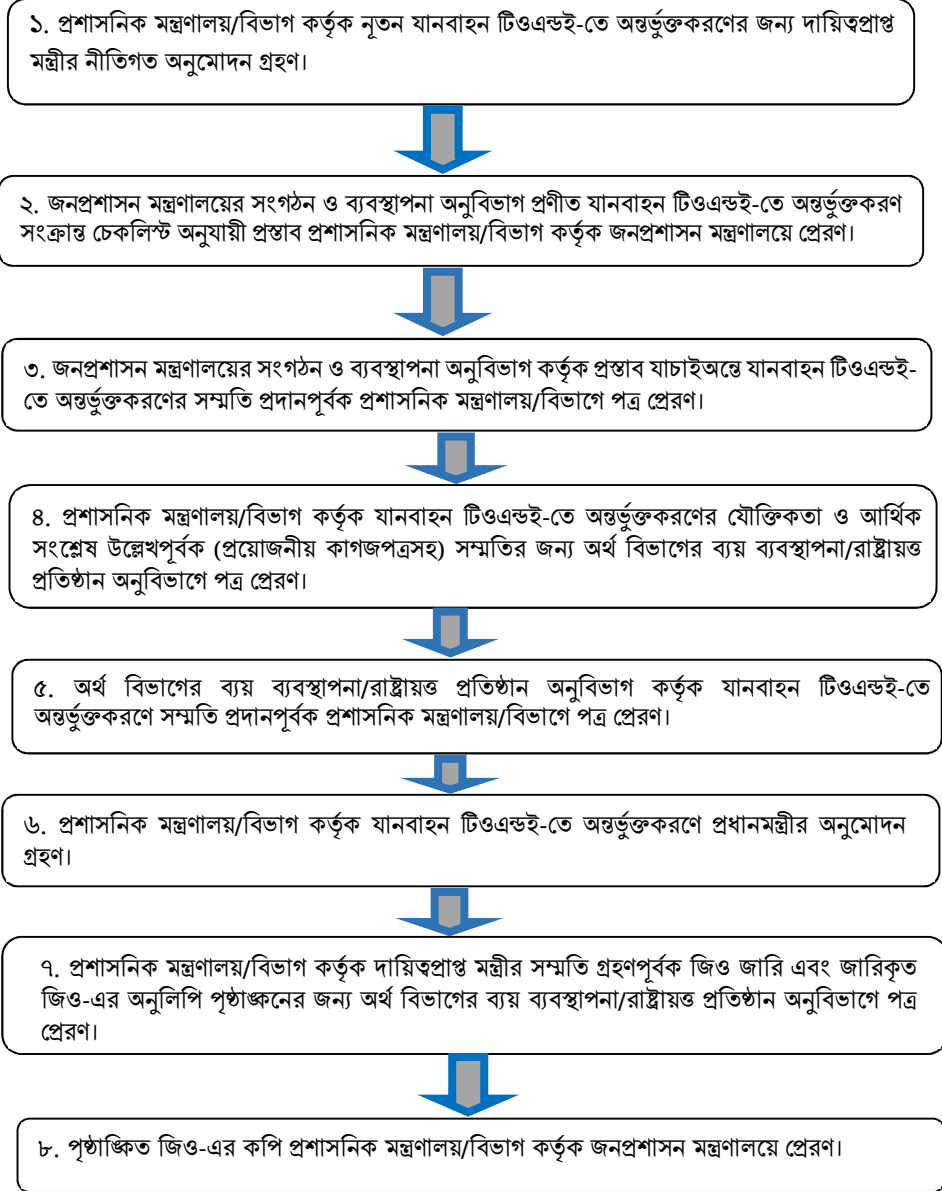 ১. প্রশাসনিক মন্ত্রণালয়/বিভাগ কর্তৃক নূতন যানবাহন টিওএন্ডই-তে অন্তর্ভুক্তকরণের জন্য দায়িত্বপ্রাপ্ত
মন্ত্রীর নীতিগত অনুমোদন গ্রহণ।
২. জনপ্রশাসন মন্ত্রণালয়ের সংগঠন ও ব্যবস্থাপনা অনুবিভাগ প্রণীত যানবাহন টিওএন্ডই-তে অন্তর্ভুক্তকরণ
সংক্রান্ত চেকলিস্ট অনুযায়ী প্রস্তাব প্রশাসনিক মন্ত্রণালয়/বিভাগ কর্তৃক জনপ্রশাসন মন্ত্রণালয়ে প্রেরণ।
৩. জনপ্রশাসন মন্ত্রণালয়ের সংগঠন ও ব্যবস্থাপনা অনুবিভাগ কর্তৃক প্রস্তাব যাচাইঅন্তে যানবাহন টিওএন্ডই-
তে অন্তর্ভুক্তকরণের সম্মতি প্রদানপূর্বক প্রশাসনিক মন্ত্রণালয়/বিভাগে পত্র প্রেরণ।
৪. প্রশাসনিক মন্ত্রণালয়/বিভাগ কর্তৃক যানবাহন টিওএন্ডই-তে অন্তর্ভুক্তকরণের যৌক্তিকতা ও আর্থিক
সংশ্লেষ উল্লেখপূর্বক (প্রয়োজনীয় কাগজপত্রসহ) সম্মতির জন্য অর্থ বিভাগের ব্যয় ব্যবস্থাপনা/রাষ্ট্রায়ত্ত
প্রতিষ্ঠান অনুবিভাগে পত্র প্রেরণ।
৫. অর্থ বিভাগের ব্যয় ব্যবস্থাপনা/রাষ্ট্রায়ত্ত প্রতিষ্ঠান অনুবিভাগ কর্তৃক যানবাহন টিওএন্ডই-তে
অন্তর্ভুক্তকরণে সম্মতি প্রদানপূর্বক প্রশাসনিক মন্ত্রণালয়/বিভাগে পত্র প্রেরণ।
৬. প্রশাসনিক মন্ত্রণালয়/বিভাগ কর্তৃক যানবাহন টিওএন্ডই-তে অন্তর্ভুক্তকরণে প্রধানমন্ত্রীর অনুমোদন
গ্রহণ।
৭. প্রশাসনিক মন্ত্রণালয়/বিভাগ কর্তৃক দায়িত্বপ্রাপ্ত মন্ত্রীর সম্মতি গ্রহণপূর্বক জিও জারি এবং জারিকৃত
জিও-এর অনুলিপি পৃষ্ঠাঙ্কনের জন্য অর্থ বিভাগের ব্যয় ব্যবস্থাপনা/রাষ্ট্রায়ত্ত প্রতিষ্ঠান অনুবিভাগে পত্র
প্রেরণ।
৮. পৃষ্ঠাঙ্কিত জিও-এর কপি প্রশাসনিক মন্ত্রণালয়/বিভাগ কর্তৃক জনপ্রশাসন মন্ত্রণালয়ে প্রেরণ।